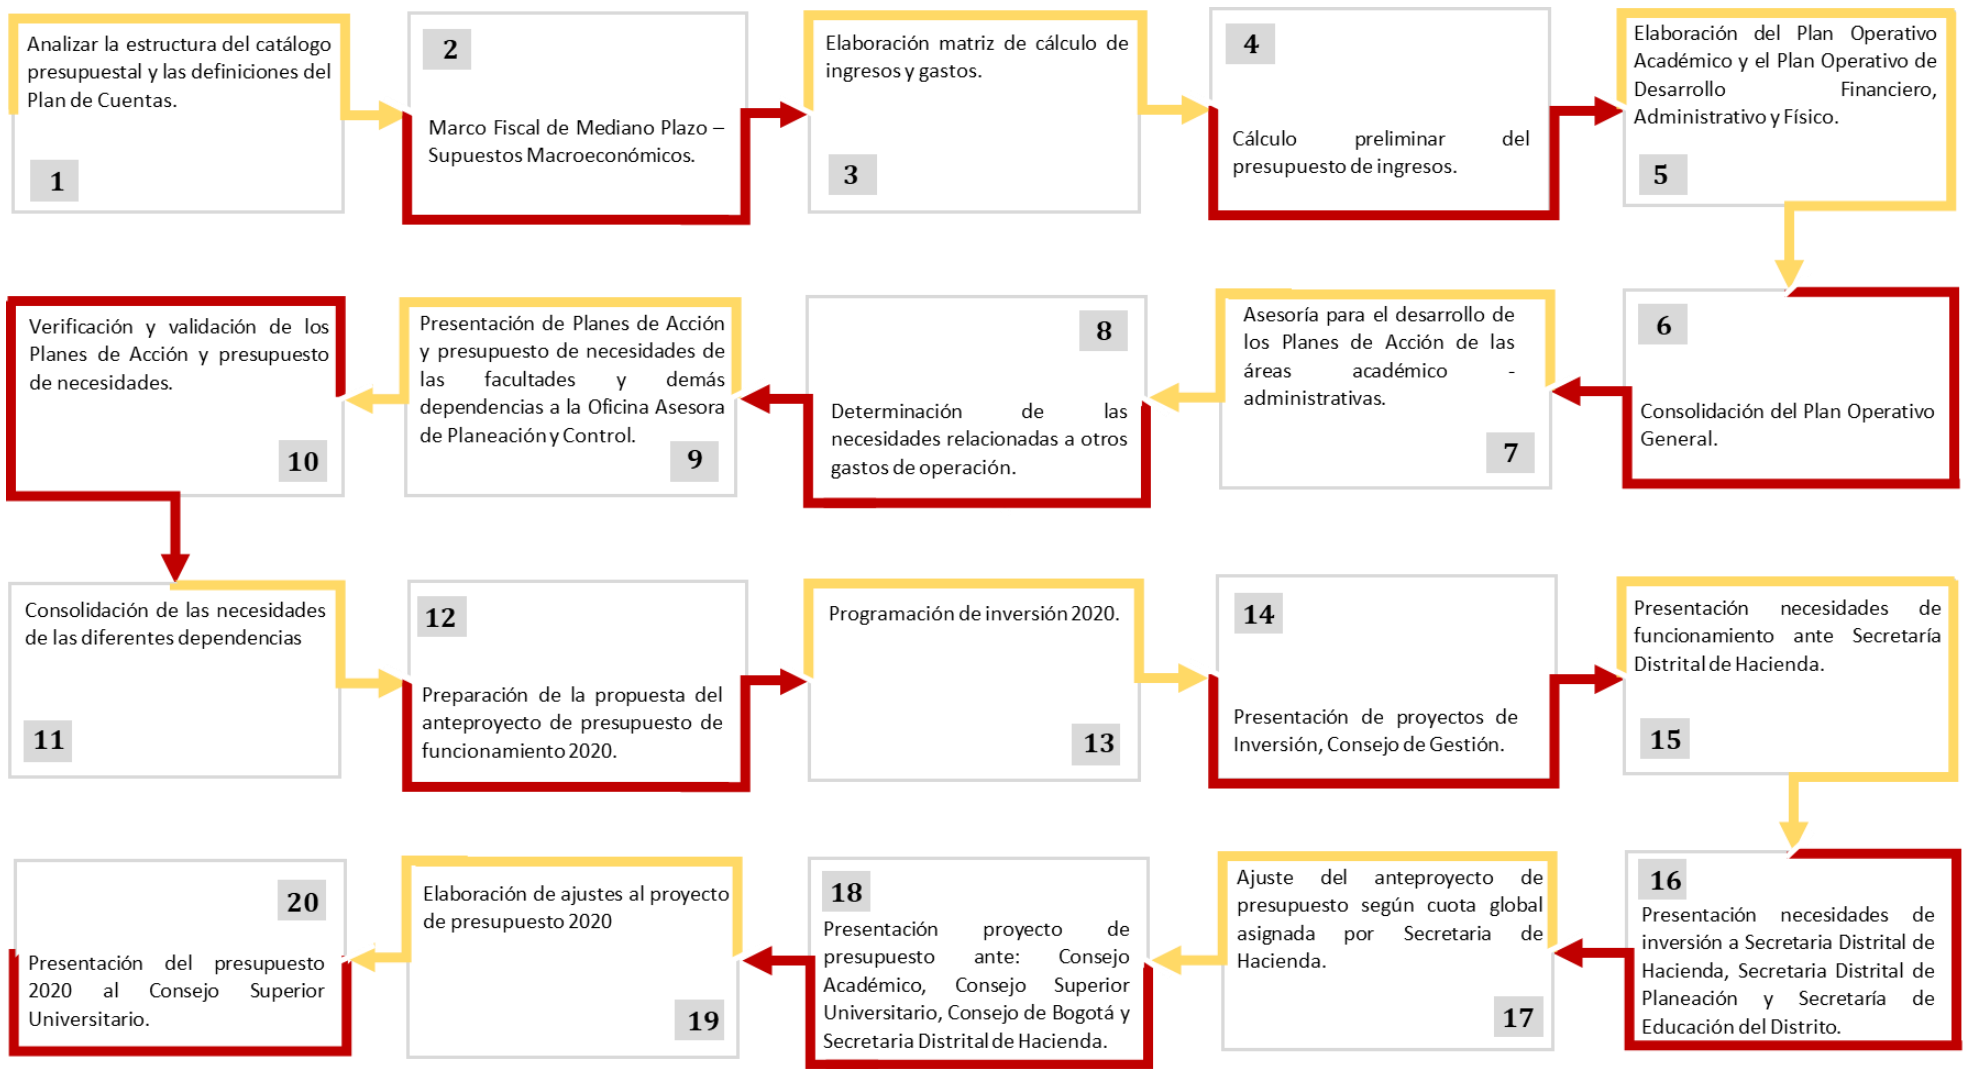 Analizar la estructura del catálogo
presupuestal y las definiciones del
Plan de Cuentas.
1
2
Marco Fiscal de Mediano Plazo –
Supuestos Macroeconómicos.
Elaboración matriz de cálculo de
ingresos y gastos.
3
4
Cálculo preliminar del
presupuesto de ingresos.
Elaboración del Plan Operativo
Académico y el Plan Operativo de
Desarrollo Financiero,
Administrativo y Físico.
5
6
Consolidación del Plan Operativo
General.
Asesoría para el desarrollo de
los Planes de Acción de las
áreas académico -
administrativas.
7
8
Determinación de las
necesidades relacionadas a otros
gastos de operación.
Presentación de Planes de Acción
y presupuesto de necesidades de
las facultades y demás
dependencias a la Oficina Asesora
de Planeación y Control.
9
Verificación y validación de los
Planes de Acción y presupuesto
de necesidades.
10
Consolidación de las necesidades
de las diferentes dependencias
11
12
Preparación de la propuesta del
anteproyecto de presupuesto de
funcionamiento 2020.
Programación de inversión 2020.
13
14
Presentación de proyectos de
Inversión, Consejo de Gestión.
Presentación necesidades de
funcionamiento ante Secretaría
Distrital de Hacienda.
15
16
Presentación necesidades de
inversión a Secretaria Distrital de
Hacienda, Secretaria Distrital de
Planeación y Secretaría de
Educación del Distrito.
Ajuste del anteproyecto de
presupuesto según cuota global
asignada por Secretaria de
Hacienda.
17
18
Presentación proyecto de
presupuesto ante: Consejo
Académico, Consejo Superior
Universitario, Consejo de Bogotá y
Secretaria Distrital de Hacienda.
Elaboración de ajustes al proyecto
de presupuesto 2020
19
20
Presentación del presupuesto
2020 al Consejo Superior
Universitario.